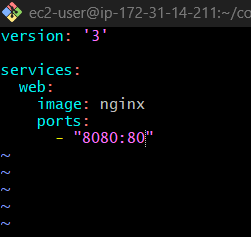 ec2-user@ip-172-31-14-211:~/co
version: '3'
services:
  web:
    image: nginx
    ports:
      - "8080:80"
~
~
~
~
~